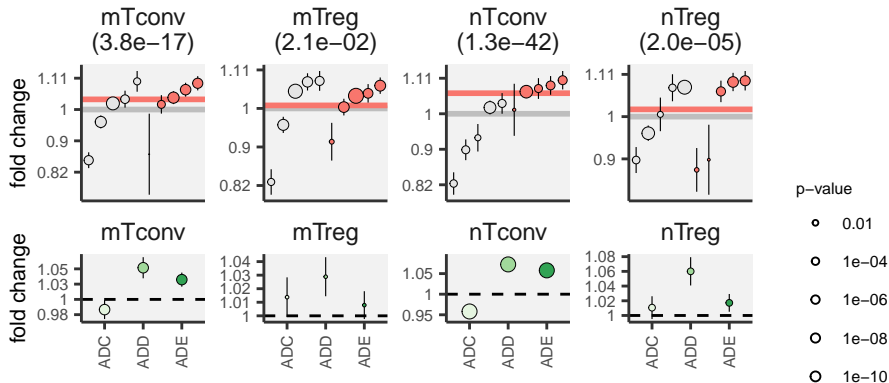 mTconv
(3.8e−17)
mTreg
(2.1e−02)
nTconv
(1.3e−42)
nTreg
(2.0e−05)
fold change
1.11
1
0.9
0.82
1.11
1
0.9
0.82
1.11
1
0.9
0.82
1.11
1
0.9
mTconv
mTreg
nTconv
nTreg
fold change
1.05
1.02
1
0.98
1.04
1.03
1.02
1.01
1
1.05
1
0.95
1.08
1.06
1.04
1.02
1
ADC
ADD
ADE
ADC
ADD
ADE
ADC
ADD
ADE
ADC
ADD
ADE
p−value
0.01
1e−04
1e−06
1e−08
1e−10